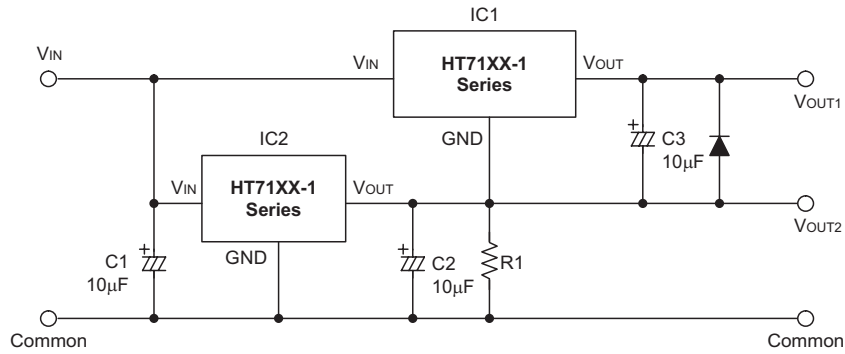 IC1
VIN
VIN
HT71XX-1
Series
VOUT
VOUT1
GND
C3
10μF
IC2
VIN
HT71XX-1
Series
VOUT
VOUT2
GND
C1
10μF
C2
10μF
R1
Common
Common